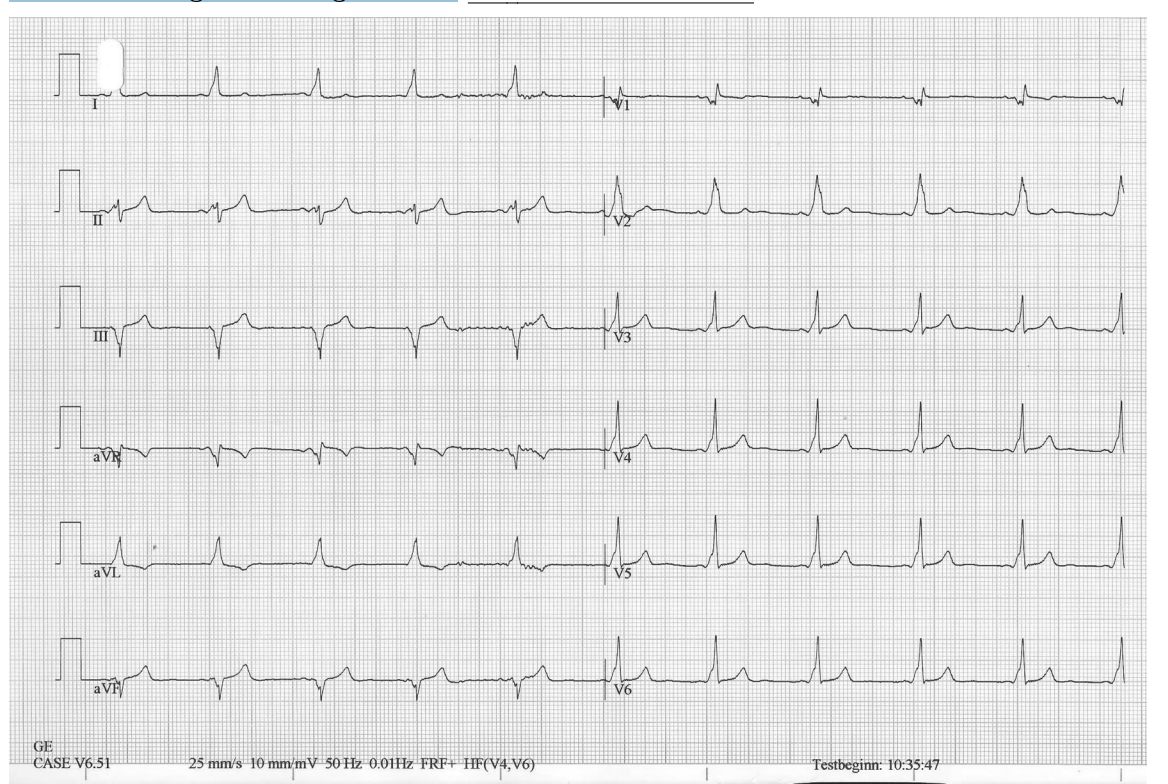 I
V1
II
V2
III
V3
aVR
V4
aVL
V5
aVF
V6
GE
CASE V6.51
25 mm/s 10 mm/mV 50 Hz 0.01Hz FRF+ HF(V4,V6)
Testbeginn: 10:35:47